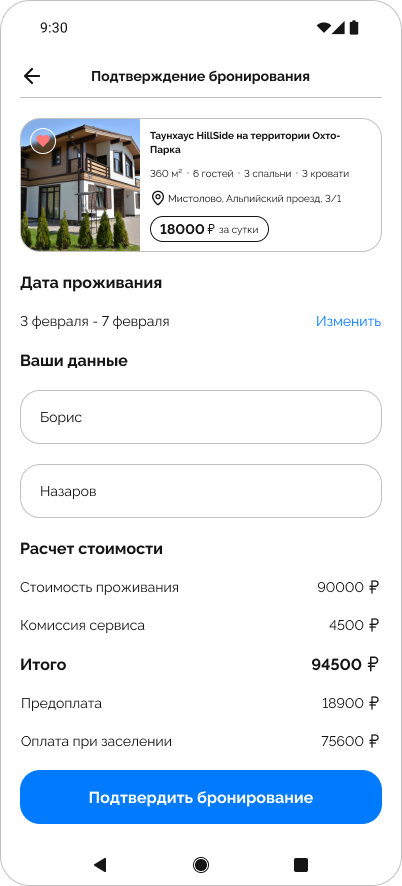 9:30
Подтверждение бронирования
Таунхаус HillSide на территории Охто-
Парка
360 м² · 6 гостей · 3 спальни · 3 кровати
Мистолово, Альпийский проезд, 3/1
18000 ₽ за сутки
Дата проживания
3 февраля - 7 февраля Изменить
Ваши данные
Борис
Назаров
Расчет стоимости
Стоимость проживания 90000 ₽
Комиссия сервиса 4500 ₽
Итого 94500 ₽
Предоплата 18900 ₽
Оплата при заселении 75600 ₽
Подтвердить бронирование